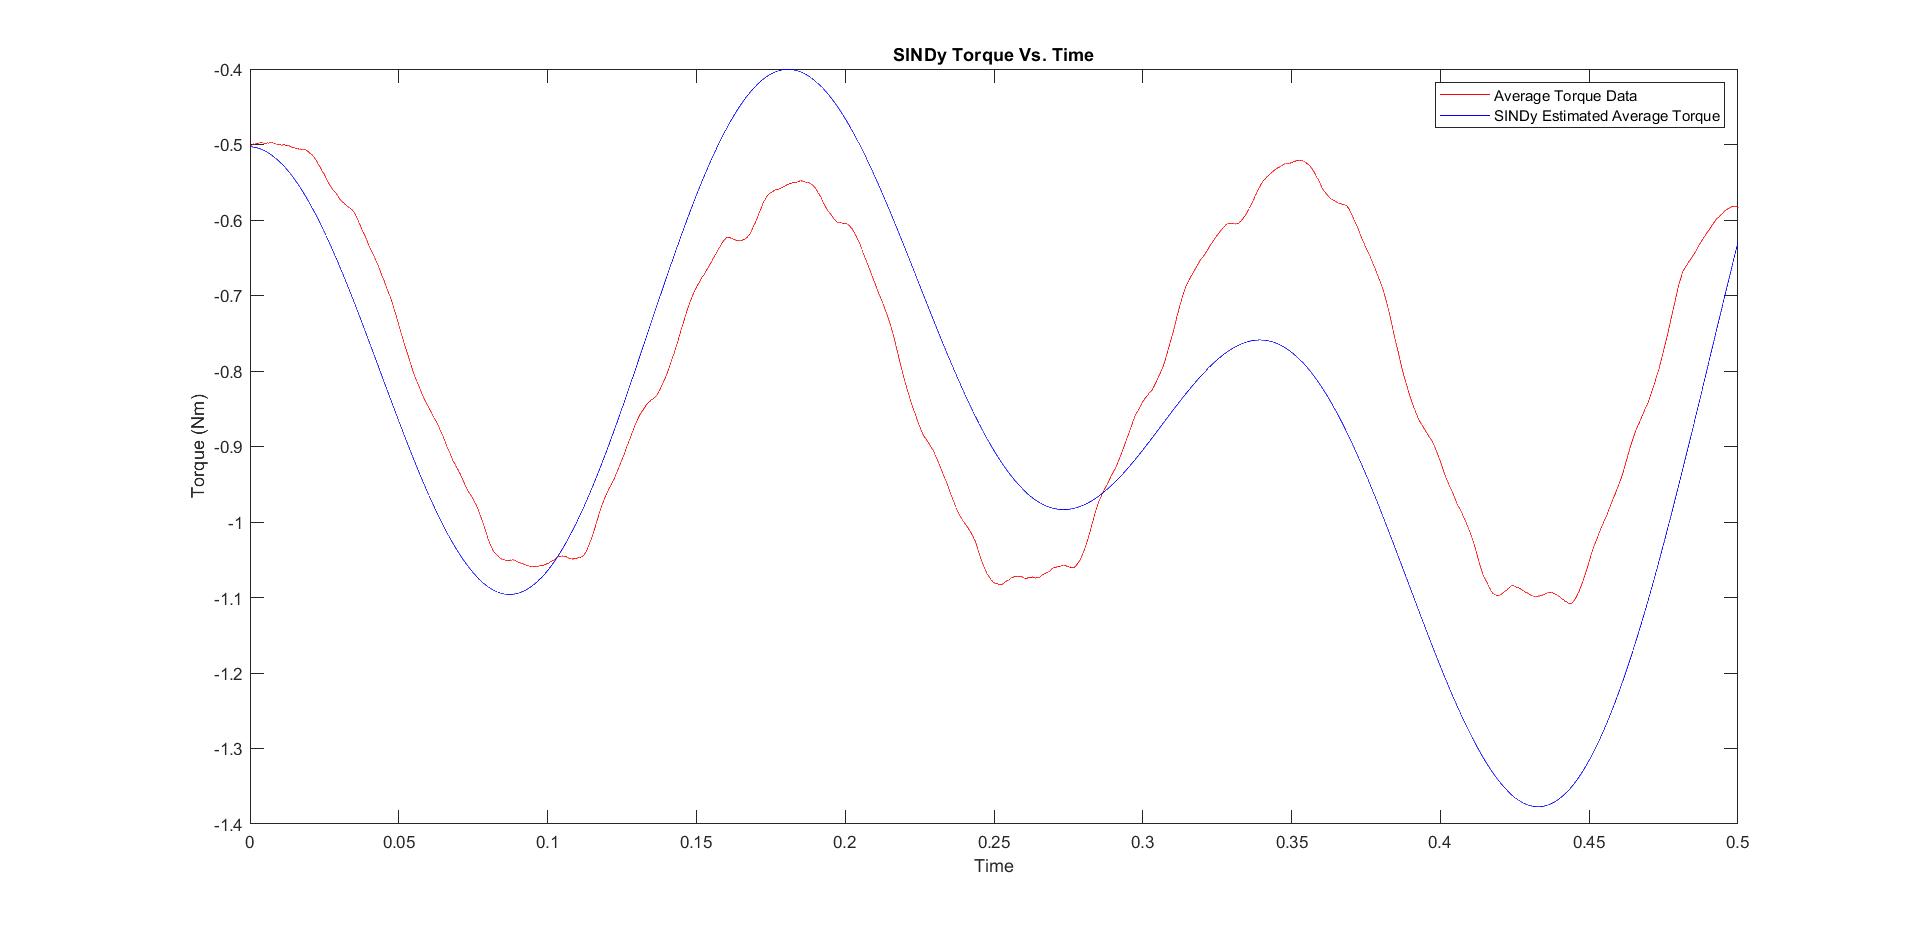 SINDy Torque Vs. Time
Average Torque Data
SINDy Estimated Average Torque
Torque (Nm)
-0.4
-0.5
-0.6
-0.7
-0.8
-0.9
-1
-1.1
-1.2
-1.3
-1.4
0 0.05 0.1 0.15 0.2 0.25 0.3 0.35 0.4 0.45 0.5
Time